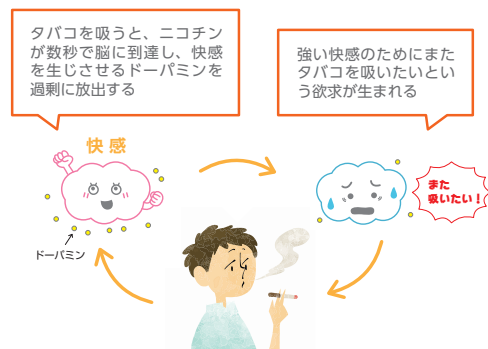 タバコを吸うと、ニコチン
が数秒で脳に到達し、快感
を生じさせるドーパミンを
過剰に放出する
強い快感のためにまた
タバコを吸いたいとい
う欲求が生まれる
快感
また
吸いたい！
ドーパミン